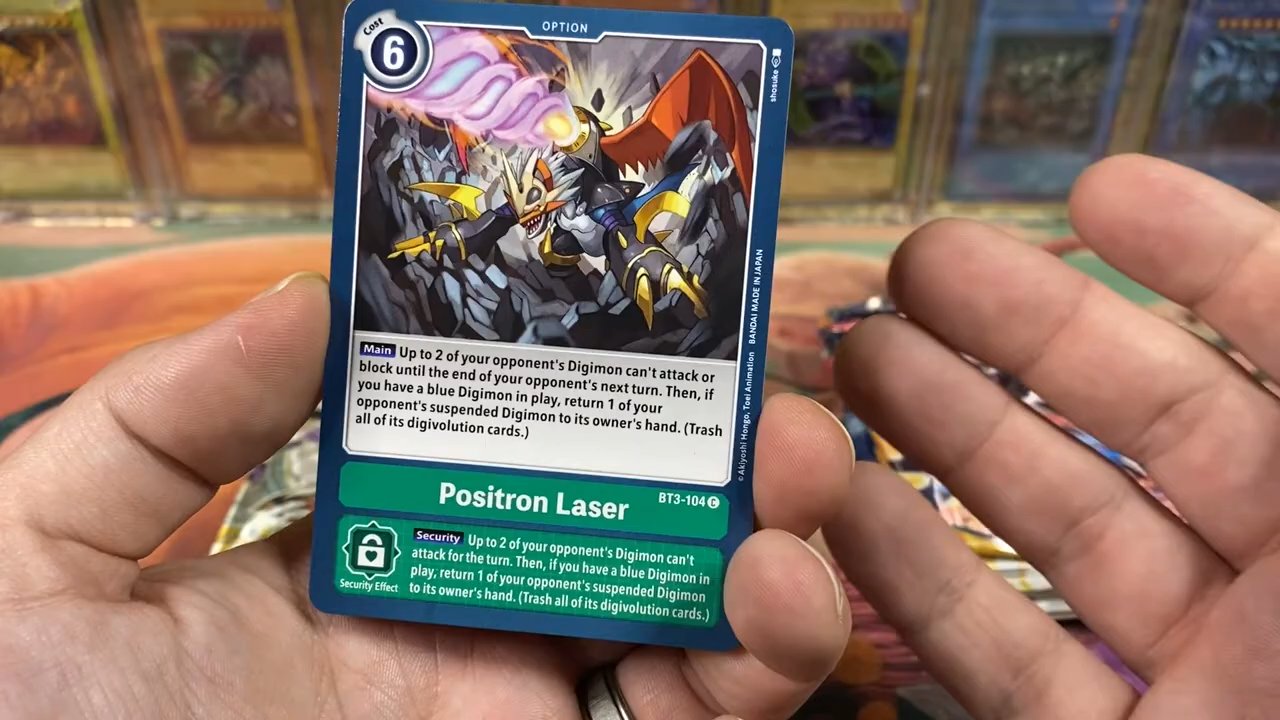 OPTION
Cost
6
shosuke
Main Up to 2 of your opponent's Digimon can't attack or
block until the end of your opponent's next turn. Then, if
you have a blue Digimon in play, return 1 of your
opponent's suspended Digimon to its owner's hand. (Trash
all of its digivolution cards.)
©Akiyoshi Hongo, Toei Animation BANDAI MADE IN JAPAN
Positron Laser
BT3-104 C
Security Up to 2 of your opponent's Digimon can't
attack for the turn. Then, if you have a blue Digimon in
play, return 1 of your opponent's suspended Digimon
to its owner's hand. (Trash all of its digivolution cards.)
Security Effect